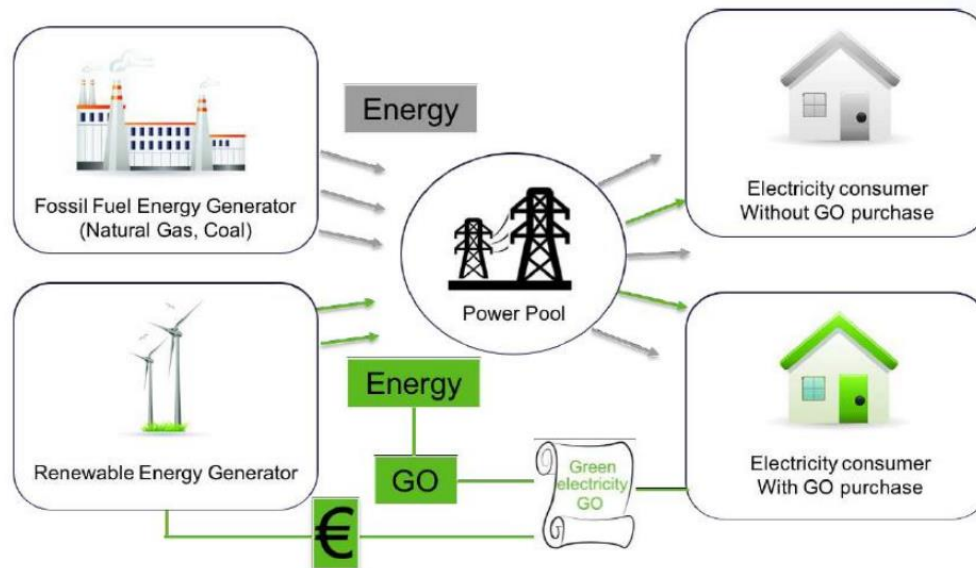 Energy
Fossil Fuel Energy Generator
(Natural Gas, Coal)
Electricity consumer
Without GO purchase
Power Pool
Energy
Renewable Energy Generator
GO
Green
electricity
GO
Electricity consumer
With GO purchase
€